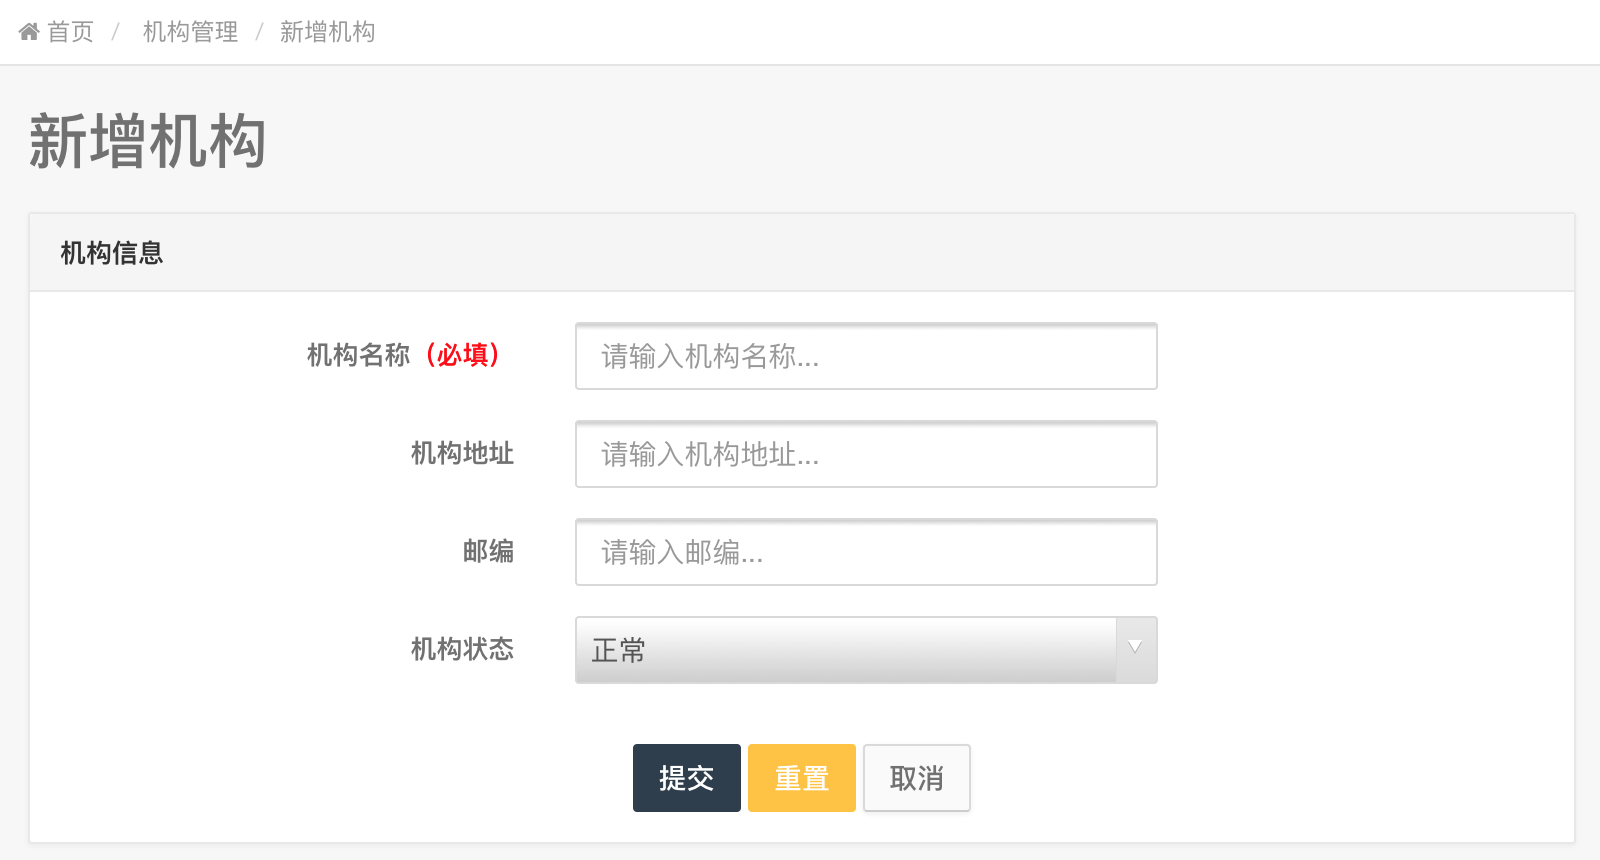 首页 / 机构管理 / 新增机构
新增机构
机构信息
机构名称（必填） 请输入机构名称...
机构地址 请输入机构地址...
邮编 请输入邮编...
机构状态 正常
提交 重置 取消